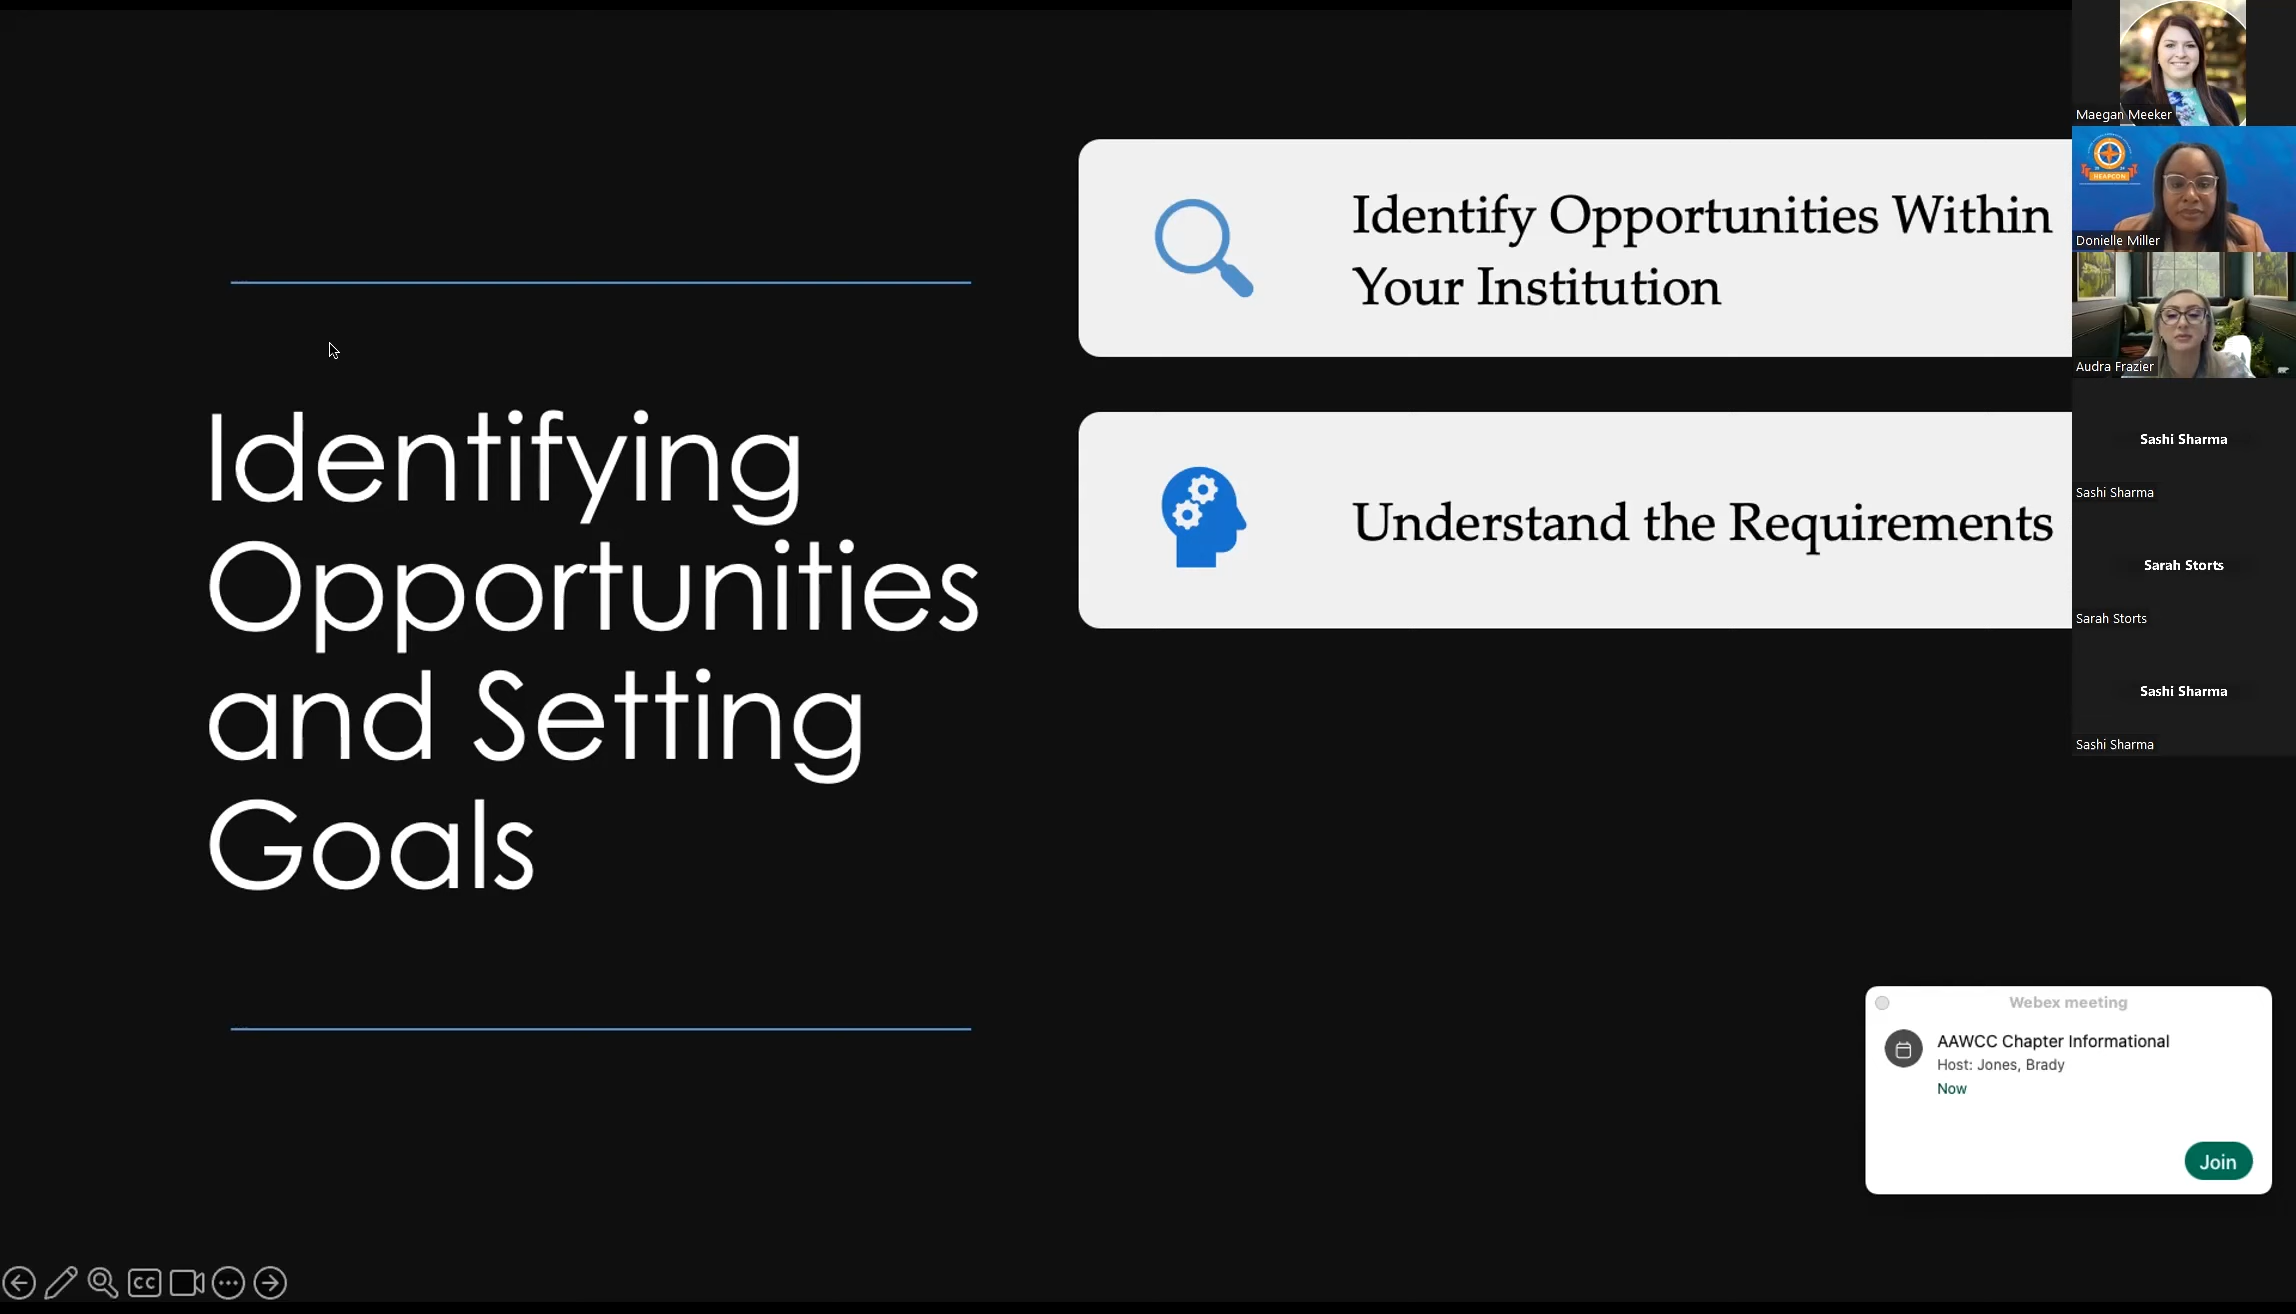 Identifying
Opportunities
and Setting
Goals
Identify Opportunities Within
Your Institution
Understand the Requirements
Maegan Meeker
HEAPCON
Donielle Miller
Audra Frazier
Sashi Sharma
Sashi Sharma
Sarah Storts
Sarah Storts
Sashi Sharma
Sashi Sharma
Webex meeting
AAWCC Chapter Informational
Host: Jones, Brady
Now
Join
CC